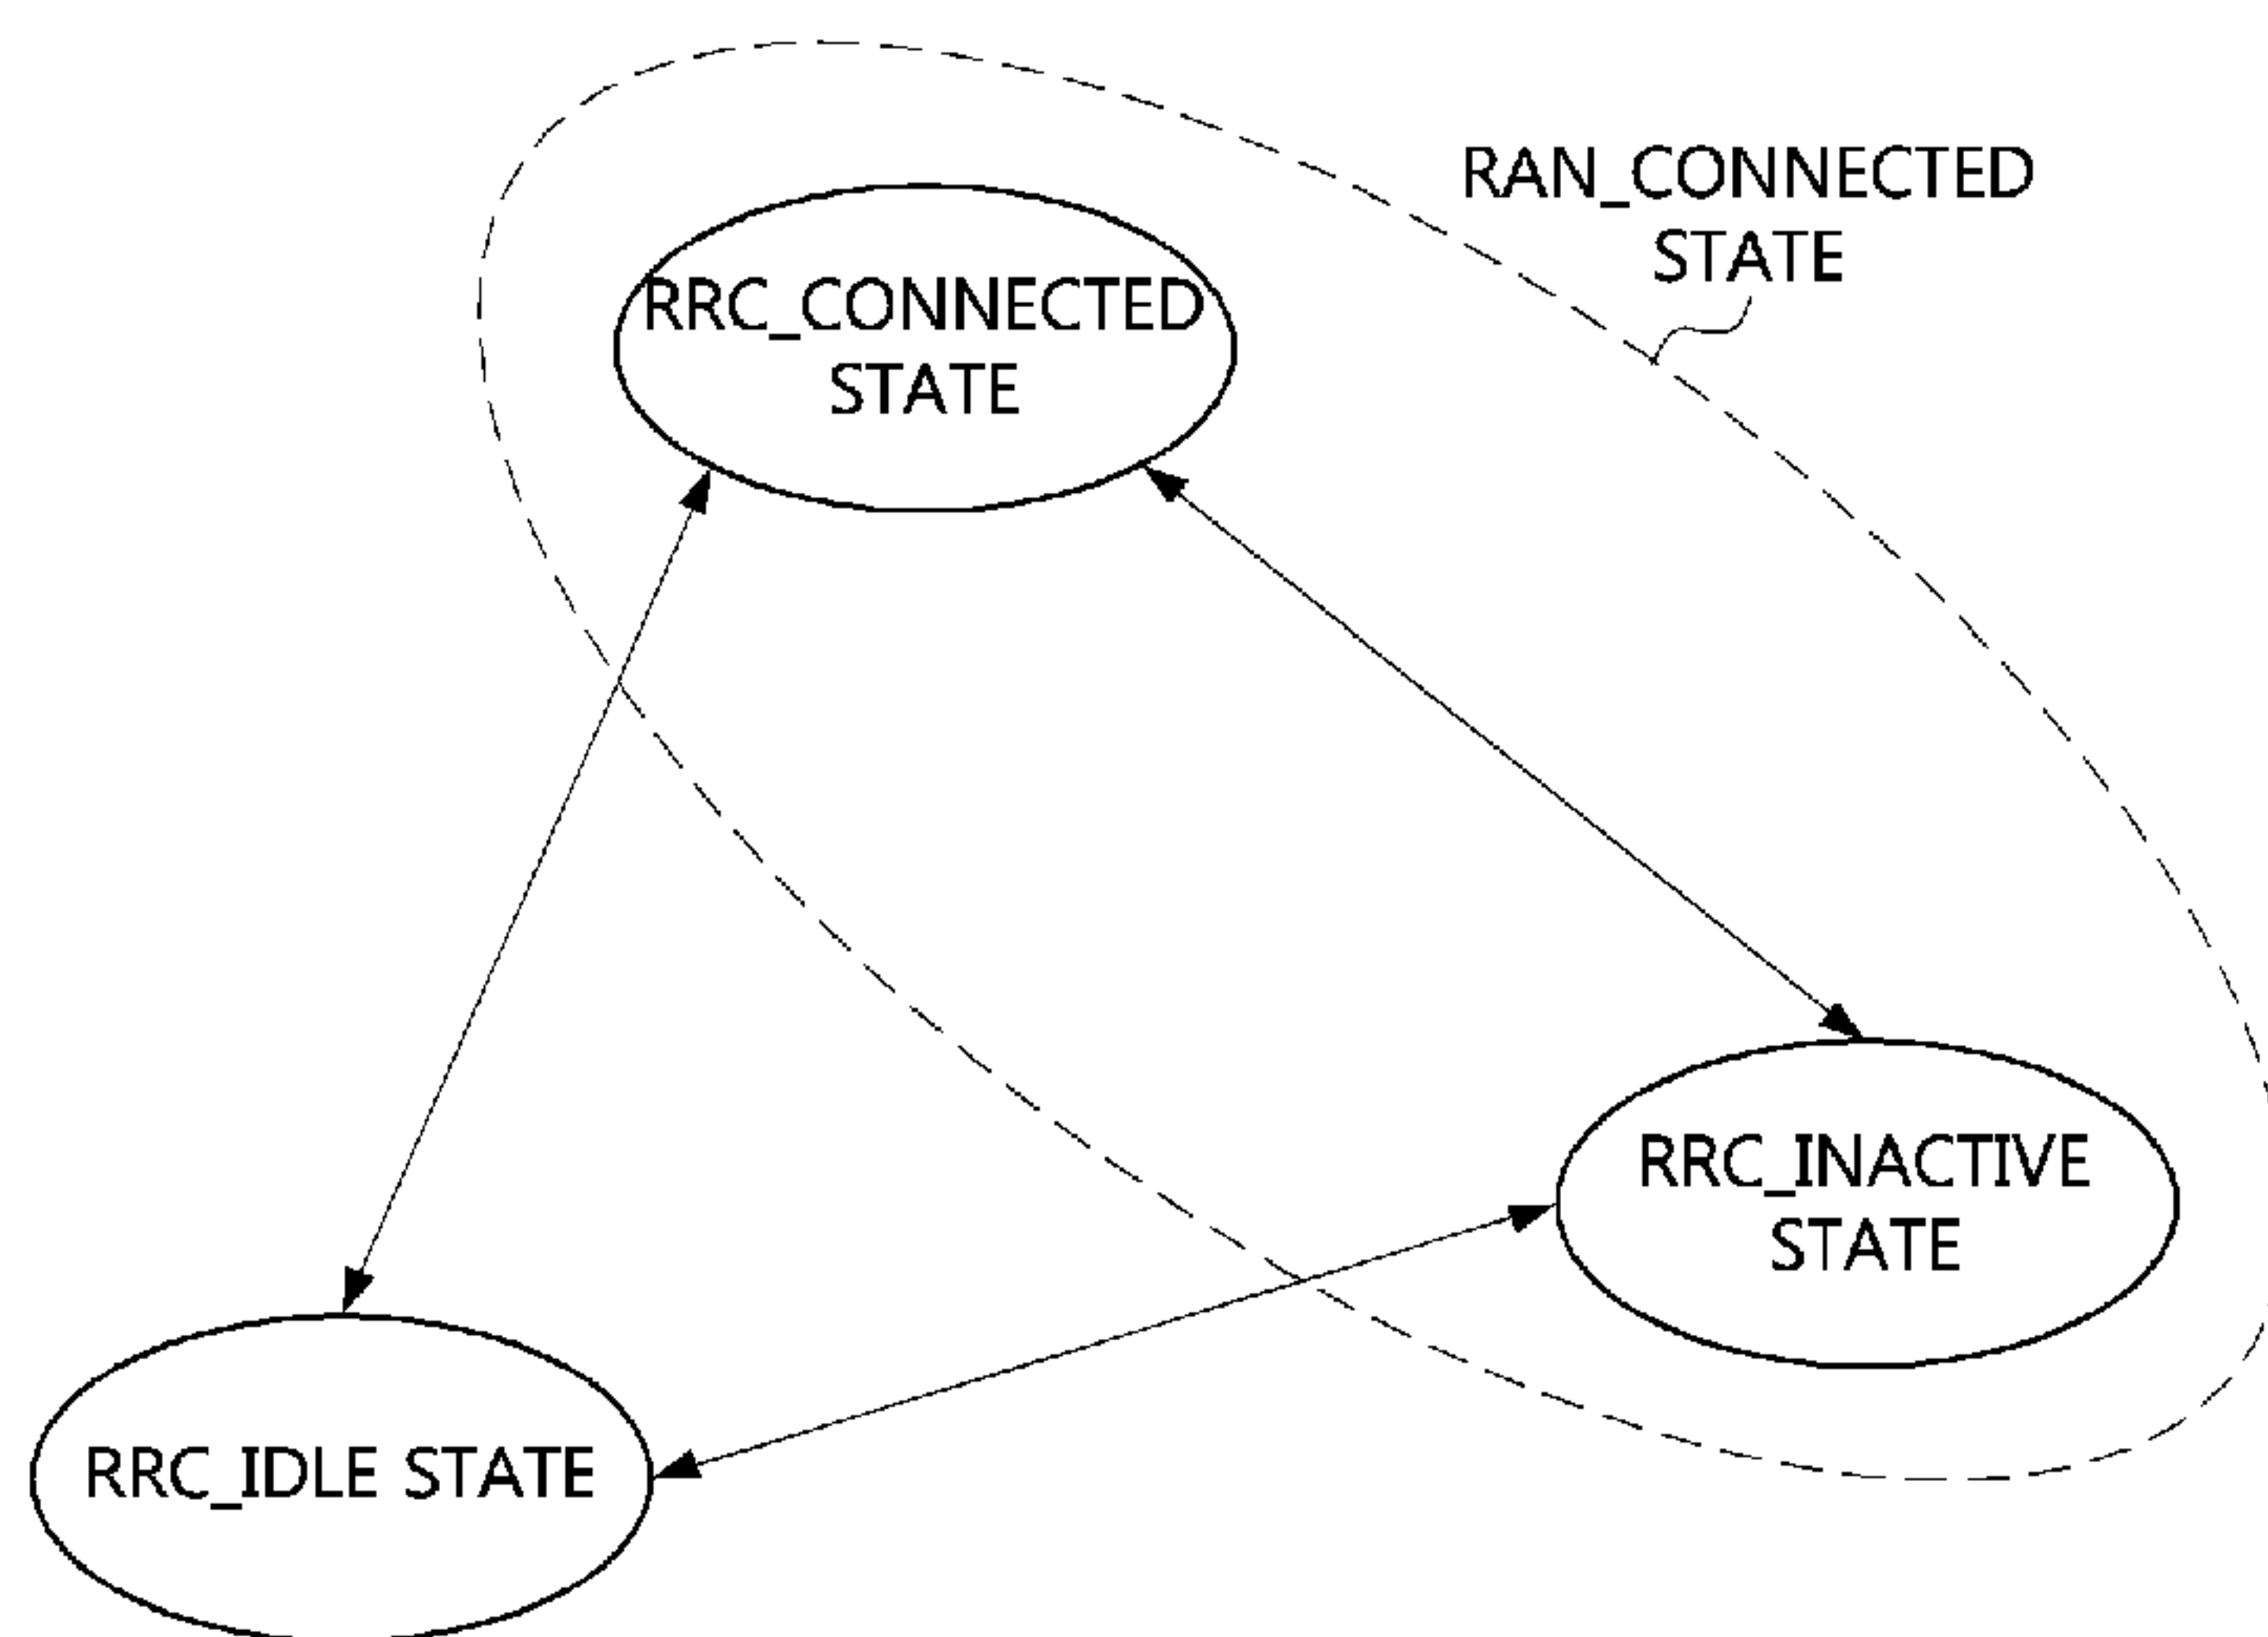 RAN_CONNECTED
STATE
RRC_CONNECTED
STATE
RRC_INACTIVE
STATE
RRC_IDLE STATE